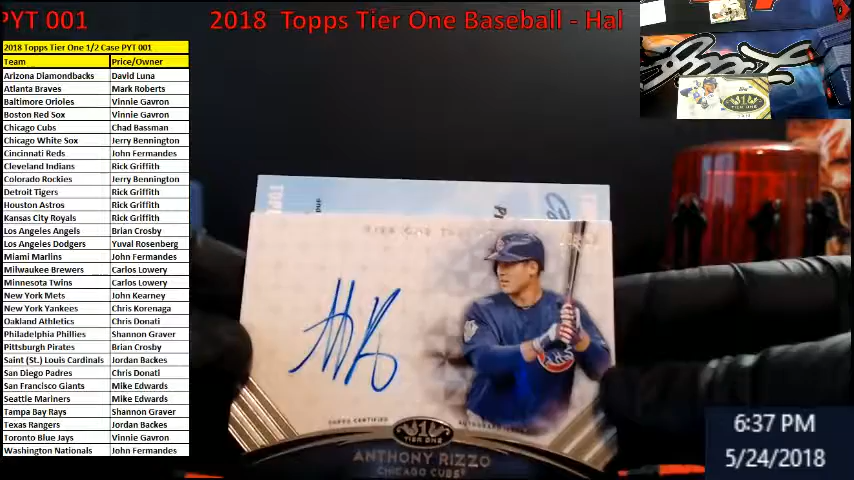 PYT 001
2018 Topps Tier One Baseball - Hal
2018 Topps Tier One 1/2 Case PYT 001
Team Price/Owner
Arizona Diamondbacks David Luna
Atlanta Braves Mark Roberts
Baltimore Orioles Vinnie Gavron
Boston Red Sox Vinnie Gavron
Chicago Cubs Chad Bassman
Chicago White Sox Jerry Bennington
Cincinnati Reds John Fernandes
Cleveland Indians Rick Griffith
Colorado Rockies Jerry Bennington
Detroit Tigers Rick Griffith
Houston Astros Rick Griffith
Kansas City Royals Rick Griffith
Los Angeles Angels Brian Crosby
Los Angeles Dodgers Yuval Rosenberg
Miami Marlins John Fernandes
Milwaukee Brewers Carlos Lowery
Minnesota Twins Carlos Lowery
New York Mets John Kearney
New York Yankees Chris Korenaga
Oakland Athletics Chris Donati
Philadelphia Phillies Shannon Graver
Pittsburgh Pirates Brian Crosby
Saint (St.) Louis Cardinals Jordan Backes
San Diego Padres Chris Donati
San Francisco Giants Mike Edwards
Seattle Mariners Mike Edwards
Tampa Bay Rays Shannon Graver
Texas Rangers Jordan Backes
Toronto Blue Jays Vinnie Gavron
Washington Nationals John Fernandes
TOPPS CERTIFIED
TIER ONE
ANTHONY RIZZO
CHICAGO CUBS
6:37 PM
5/24/2018